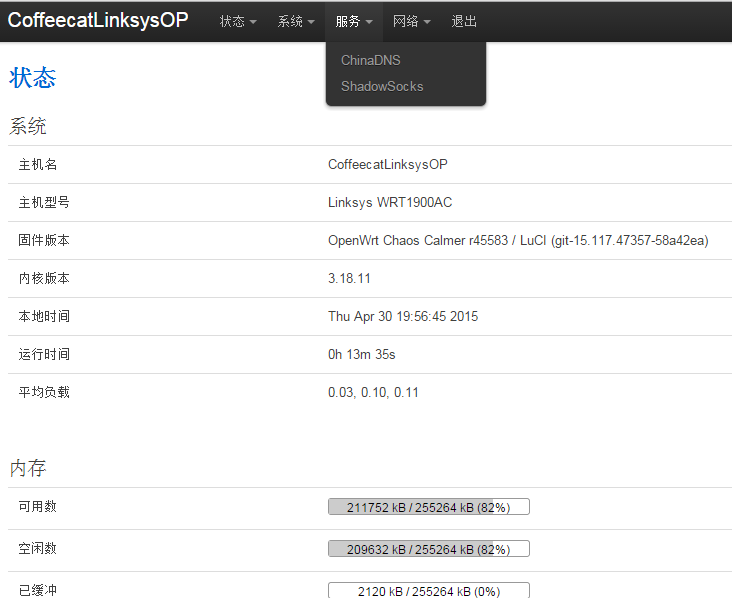 CoffeecatLinksysOP 状态 系统 服务 网络 退出
ChinaDNS
ShadowSocks
状态
系统
主机名 CoffeecatLinksysOP
主机型号 Linksys WRT1900AC
固件版本 OpenWrt Chaos Calmer r45583 / LuCI (git-15.117.47357-58a42ea)
内核版本 3.18.11
本地时间 Thu Apr 30 19:56:45 2015
运行时间 0h 13m 35s
平均负载 0.03, 0.10, 0.11
内存
可用数 211752 kB / 255264 kB (82%)
空闲数 209632 kB / 255264 kB (82%)
已缓冲 2120 kB / 255264 kB (0%)